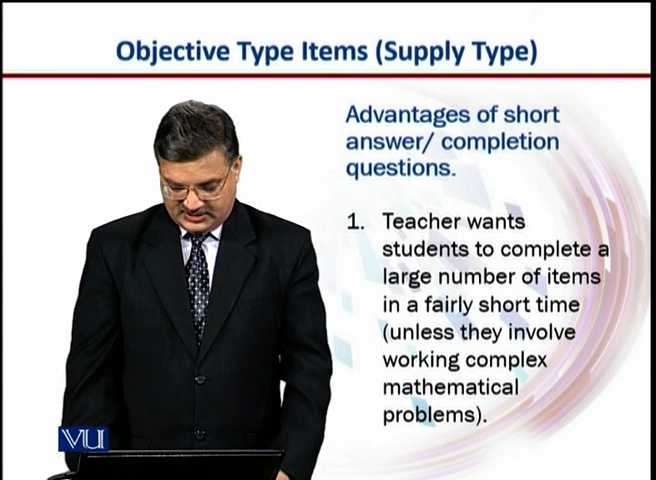 Objective Type Items (Supply Type)
Advantages of short
answer/ completion
questions.
1. Teacher wants
students to complete a
large number of items
in a fairly short time
(unless they involve
working complex
mathematical
problems).
VU